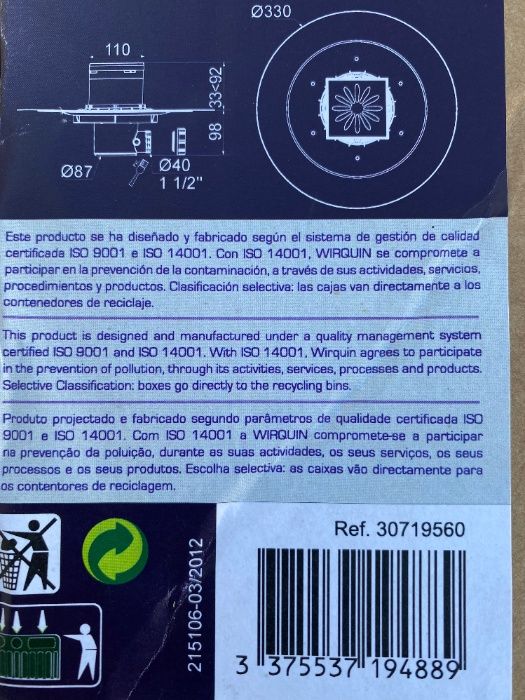 Ø330
110
33<92
98
Ø87
Ø40
1 1/2"
Este producto se ha diseñado y fabricado según el sistema de gestión de calidad
certificada ISO 9001 e ISO 14001. Con ISO 14001, WIRQUIN se compromete a
participar en la prevención de la contaminación, a través de sus actividades, servicios,
procedimientos y productos. Clasificación selectiva: las cajas van directamente a los
contenedores de reciclaje.
This product is designed and manufactured under a quality management system
certified ISO 9001 and ISO 14001. With ISO 14001, Wirquin agrees to participate
in the prevention of pollution, through its activities, services, processes and products.
Selective Classification: boxes go directly to the recycling bins.
Produto projectado e fabricado segundo parâmetros de qualidade certificada ISO
9001 e ISO 14001. Com ISO 14001 a WIRQUIN compromete-se a participar
na prevenção da poluição, durante as suas actividades, os seus serviços, os seus
processos e os seus produtos. Escolha selectiva: as caixas vão directamente para
os contentores de reciclagem.
215106-03/2012
Ref. 30719560
3 375537 194889